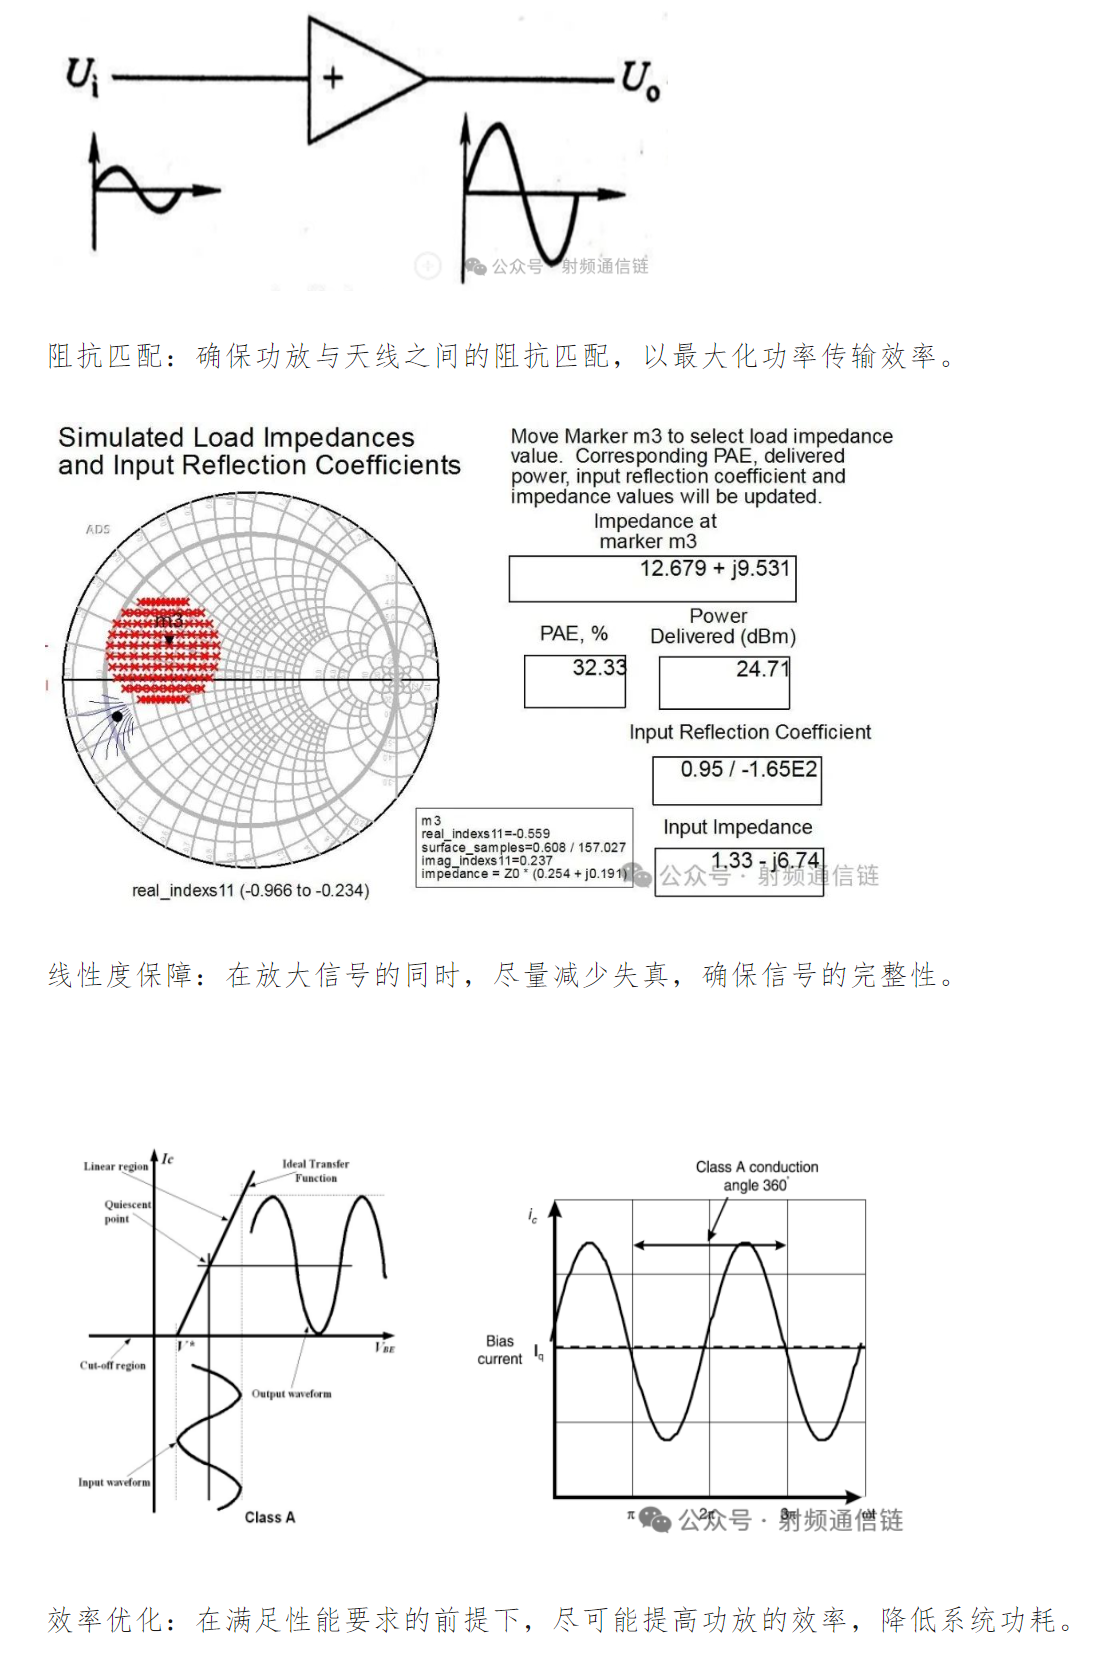 Ui
+
Uo
公众号 · 射频通信链
阻抗匹配：确保功放与天线之间的阻抗匹配，以最大化功率传输效率。
Simulated Load Impedances
and Input Reflection Coefficients
ADS
m3
real_indexs11 (-0.966 to -0.234)
Move Marker m3 to select load impedance
value. Corresponding PAE, delivered
power, input reflection coefficient and
impedance values will be updated.
Impedance at
marker m3
12.679 + j9.531
PAE, %
32.33
Power
Delivered (dBm)
24.71
Input Reflection Coefficient
0.95 / -1.65E2
Input Impedance
1.33 - j6.74
m3
real_indexs11=-0.559
surface_samples=0.608 / 157.027
imag_indexs11=0.237
impedance = Z0 * (0.254 + j0.191)
公众号 · 射频通信链
线性度保障：在放大信号的同时，尽量减少失真，确保信号的完整性。
Ic
Linear region
Ideal Transfer
Function
Quiescent
point
V*
VBE
Cut-off region
Output waveform
Input waveform
Class A
Class A conduction
angle 360°
ic
Bias
current
Iq
π
2π
3π
ωt
公众号 · 射频通信链
效率优化：在满足性能要求的前提下，尽可能提高功放的效率，降低系统功耗。